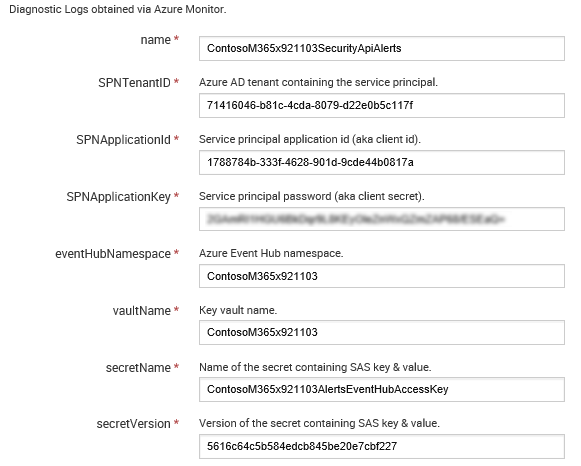 Diagnostic Logs obtained via Azure Monitor.
name *
ContosoM365x921103SecurityApiAlerts
SPNTenantID *
Azure AD tenant containing the service principal.
71416046-b81c-4cda-8079-d22e0b5c117f
SPNApplicationId *
Service principal application id (aka client id).
1788784b-333f-4628-901d-9cde44b0817a
SPNApplicationKey *
Service principal password (aka client secret).
eventHubNamespace *
Azure Event Hub namespace.
ContosoM365x921103
vaultName *
Key vault name.
ContosoM365x921103
secretName *
Name of the secret containing SAS key & value.
ContosoM365x921103AlertsEventHubAccessKey
secretVersion *
Version of the secret containing SAS key & value.
5616c64c5b584edcb845be20e7cbf227